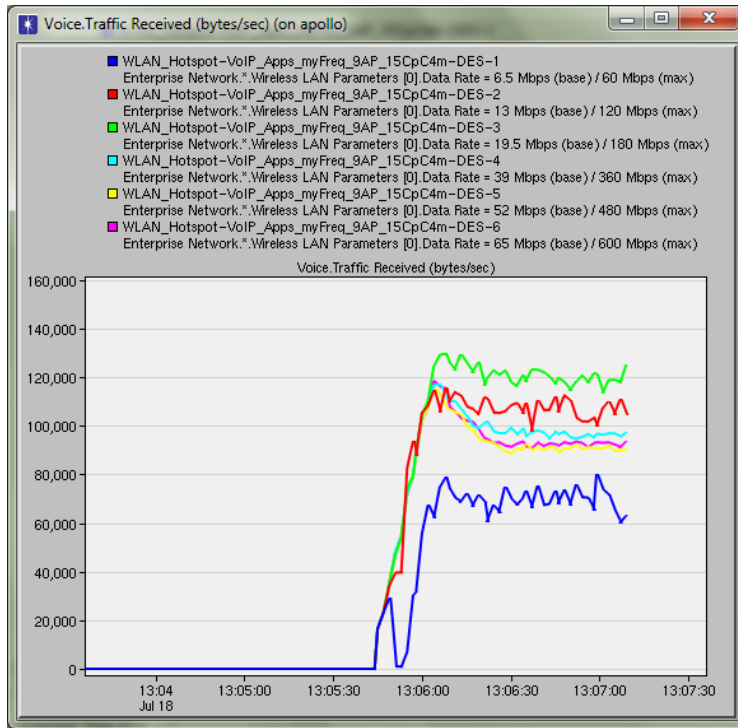 Voice.Traffic Received (bytes/sec) (on apollo)
WLAN_Hotspot-VoIP_Apps_myFreq_9AP_15CpC4m-DES-1
Enterprise Network.*.Wireless LAN Parameters [0].Data Rate = 6.5 Mbps (base) / 60 Mbps (max)
WLAN_Hotspot-VoIP_Apps_myFreq_9AP_15CpC4m-DES-2
Enterprise Network.*.Wireless LAN Parameters [0].Data Rate = 13 Mbps (base) / 120 Mbps (max)
WLAN_Hotspot-VoIP_Apps_myFreq_9AP_15CpC4m-DES-3
Enterprise Network.*.Wireless LAN Parameters [0].Data Rate = 19.5 Mbps (base) / 180 Mbps (max)
WLAN_Hotspot-VoIP_Apps_myFreq_9AP_15CpC4m-DES-4
Enterprise Network.*.Wireless LAN Parameters [0].Data Rate = 39 Mbps (base) / 360 Mbps (max)
WLAN_Hotspot-VoIP_Apps_myFreq_9AP_15CpC4m-DES-5
Enterprise Network.*.Wireless LAN Parameters [0].Data Rate = 52 Mbps (base) / 480 Mbps (max)
WLAN_Hotspot-VoIP_Apps_myFreq_9AP_15CpC4m-DES-6
Enterprise Network.*.Wireless LAN Parameters [0].Data Rate = 65 Mbps (base) / 600 Mbps (max)
Voice.Traffic Received (bytes/sec)
160,000
140,000
120,000
100,000
80,000
60,000
40,000
20,000
0
13:04 13:05:00 13:05:30 13:06:00 13:06:30 13:07:00 13:07:30
Jul 18